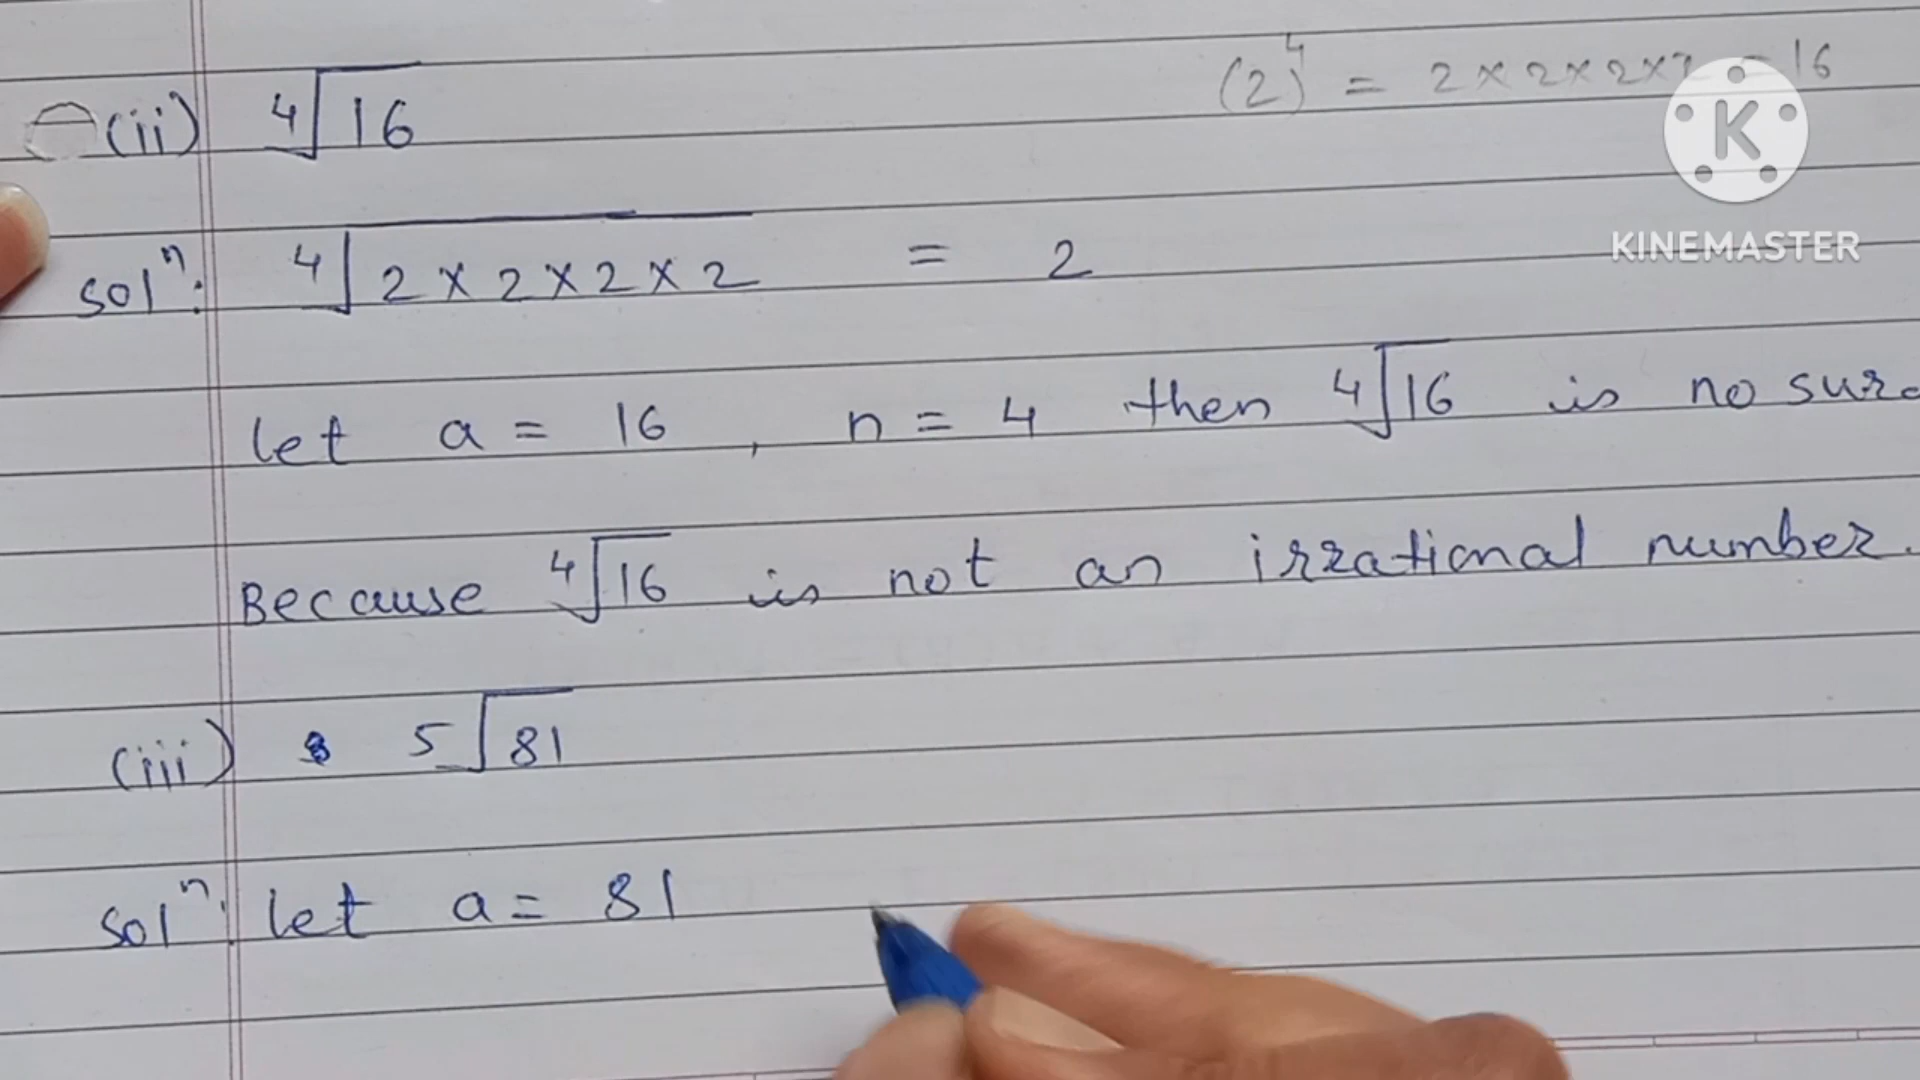 (ii) ⁴√16
(2)⁴ = 2×2×2×2 = 16
K
KINEMASTER
solⁿ: ⁴√2×2×2×2 = 2
let a = 16, n = 4 then ⁴√16 is no surd
Because ⁴√16 is not an irrational number.
(iii) ⁵√81
solⁿ: let a = 81